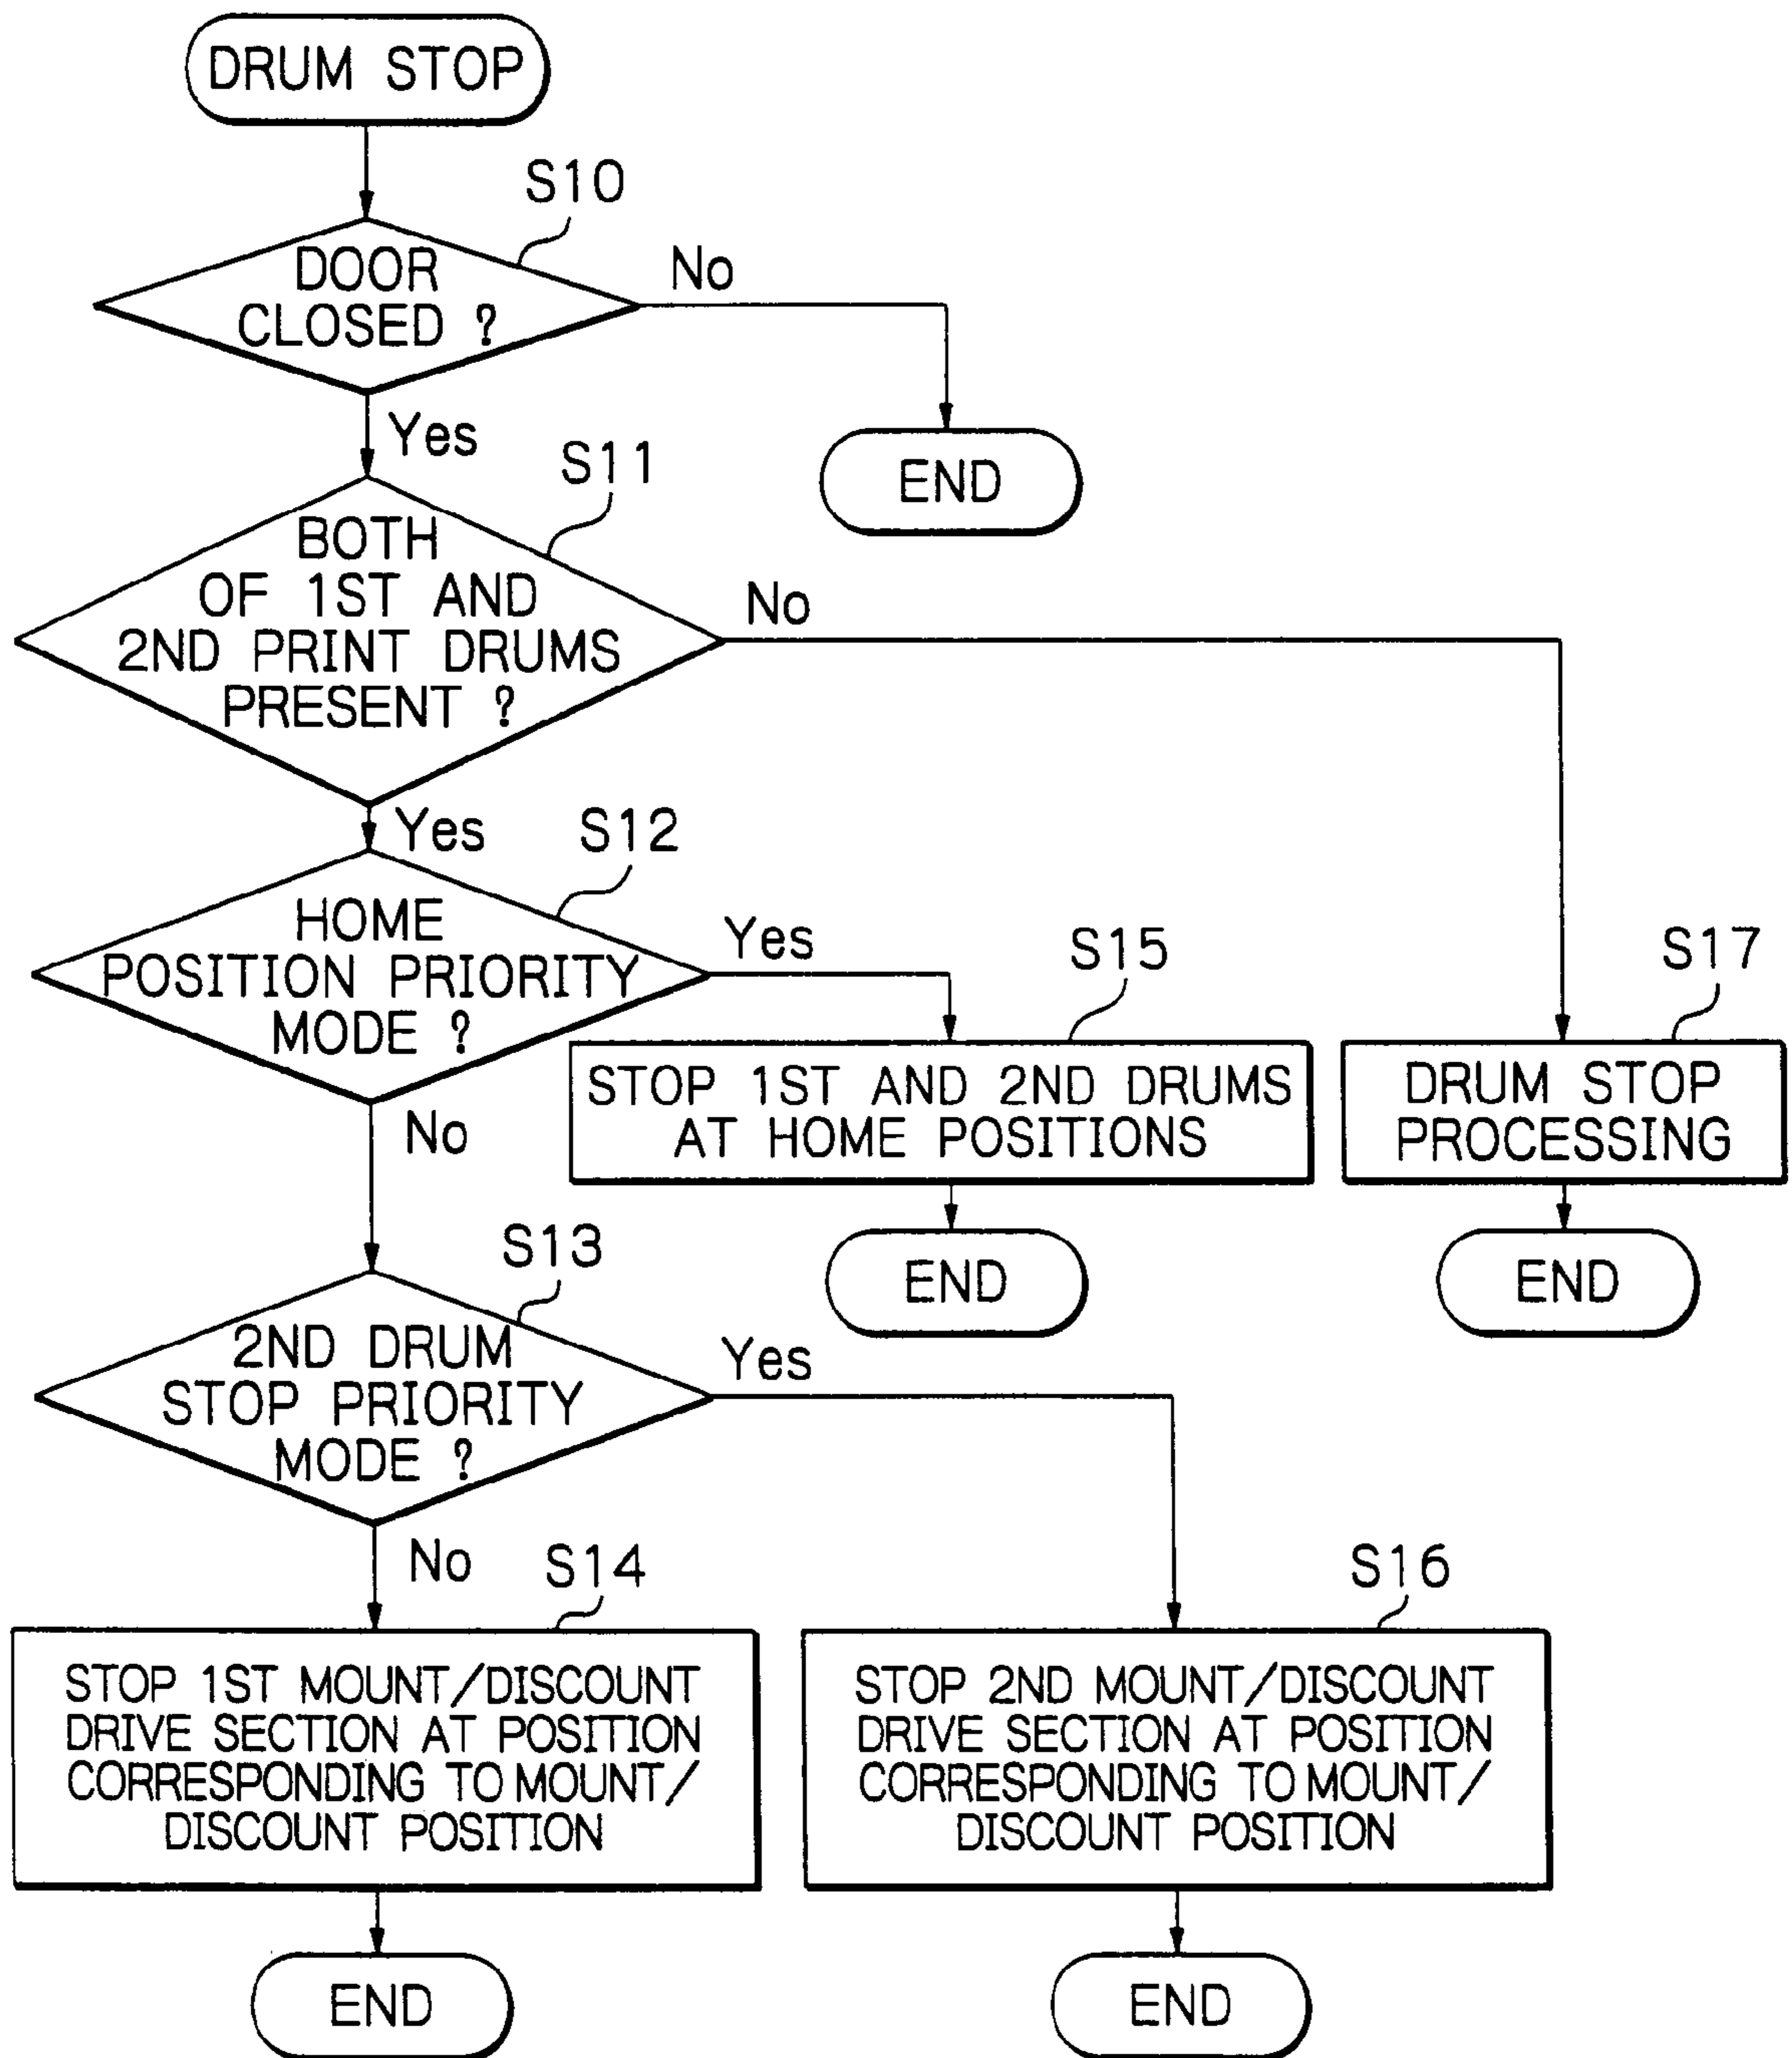 DRUM STOP
S10
DOOR
CLOSED ?
No
Yes
END
S11
BOTH
OF 1ST AND
2ND PRINT DRUMS
PRESENT ?
No
Yes
S12
HOME
POSITION PRIORITY
MODE ?
Yes
No
S15
STOP 1ST AND 2ND DRUMS
AT HOME POSITIONS
END
S17
DRUM STOP
PROCESSING
END
S13
2ND DRUM
STOP PRIORITY
MODE ?
Yes
No
S14
STOP 1ST MOUNT/DISCOUNT
DRIVE SECTION AT POSITION
CORRESPONDING TO MOUNT/
DISCOUNT POSITION
END
S16
STOP 2ND MOUNT/DISCOUNT
DRIVE SECTION AT POSITION
CORRESPONDING TO MOUNT/
DISCOUNT POSITION
END